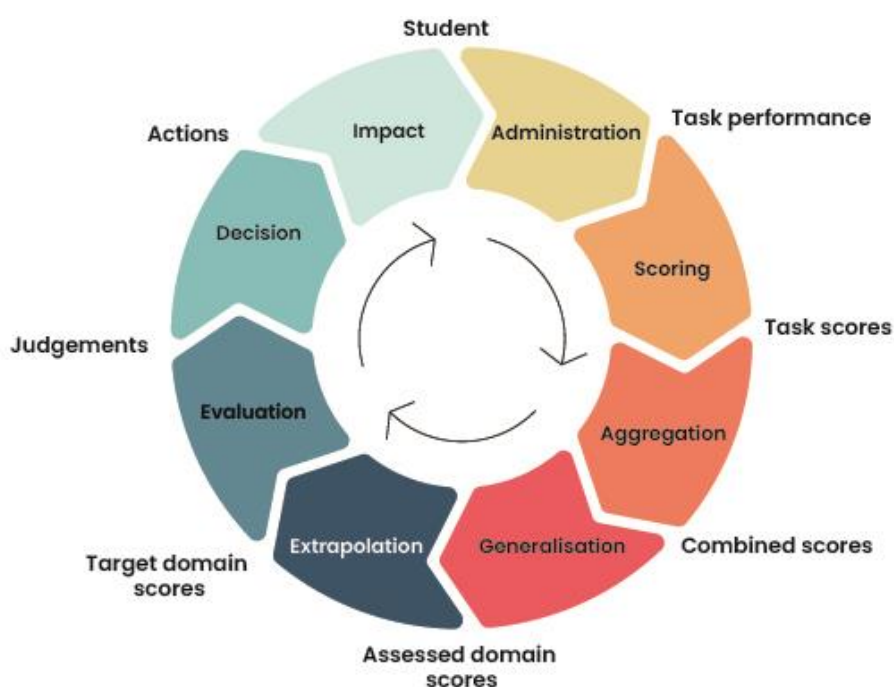 Student
Impact
Administration
Task performance
Actions
Decision
Scoring
Judgements
Task scores
Evaluation
Aggregation
Extrapolation
Generalisation
Combined scores
Target domain
scores
Assessed domain
scores